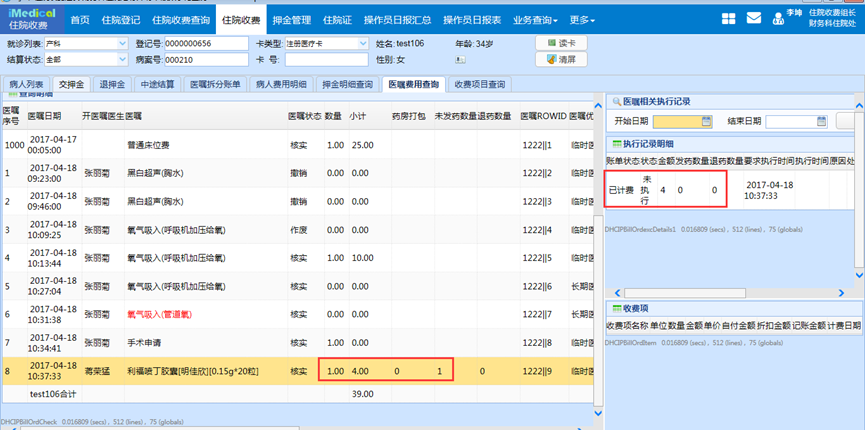 iMedical
住院收费
首页 住院登记 住院收费查询 住院收费 押金管理 住院证 操作员日报汇总 操作员日报表 业务查询 更多
李坤 住院收费组长
财务科住院处
就诊列表: 产科 登记号: 0000000656 卡类型: 注册医疗卡 姓名: test106 年龄: 34岁 读卡
结算状态: 全部 病案号: 000210 卡 号: 性别: 女 清屏
病人列表 交押金 退押金 中途结算 医嘱拆分账单 病人费用明细 押金明细查询 医嘱费用查询 收费项目查询
查询明细
医嘱序号 医嘱日期 开医嘱医生 医嘱 医嘱状态 数量 小计 药房打包 未发药数量 退药数量 医嘱ROWID 医嘱优
1000 2017-04-17 00:05:00 普通床位费 核实 1.00 25.00 1222||1 临时医
1 2017-04-18 09:23:00 张丽菊 黑白超声(胸水) 撤销 0.00 0.00 1222||2 临时医
2 2017-04-18 09:46:00 张丽菊 黑白超声(胸水) 撤销 0.00 0.00 1222||3 临时医
3 2017-04-18 10:09:25 张丽菊 氧气吸入(呼吸机加压给氧) 作废 0.00 0.00 1222||4 临时医
4 2017-04-18 10:13:44 张丽菊 氧气吸入(呼吸机加压给氧) 核实 1.00 10.00 1222||5 临时医
5 2017-04-18 10:27:04 张丽菊 氧气吸入(呼吸机加压给氧) 核实 0.00 0.00 1222||6 长期医
6 2017-04-18 10:31:38 张丽菊 氧气吸入(管道氧) 核实 0.00 0.00 1222||7 长期医
7 2017-04-18 10:34:41 张丽菊 手术申请 核实 0.00 0.00 1222||8 临时医
8 2017-04-18 10:37:33 蒋荣猛 利福喷丁胶囊[明佳欣][0.15g*20粒] 核实 1.00 4.00 0 1 0 1222||9 临时医
test106合计 39.00
DHCIPBillOrdCheck 0.016809 (secs), 512 (lines), 75 (globals)
医嘱相关执行记录
开始日期 结束日期
执行记录明细
账单状态 状态 金额 发药数量 退药数量 要求执行时间 执行时间 原因 处
已计费 未执行 4 0 0 2017-04-18 10:37:33
DHCIPBillOrdexcDetails1 0.016809 (secs), 512 (lines), 75 (globals)
收费项
收费项名称 单位 数量 金额 单价 自付金额 折扣金额 记账金额 计费日期
DHCIPBillOrdItem 0.016809 (secs), 512 (lines), 75 (globals)